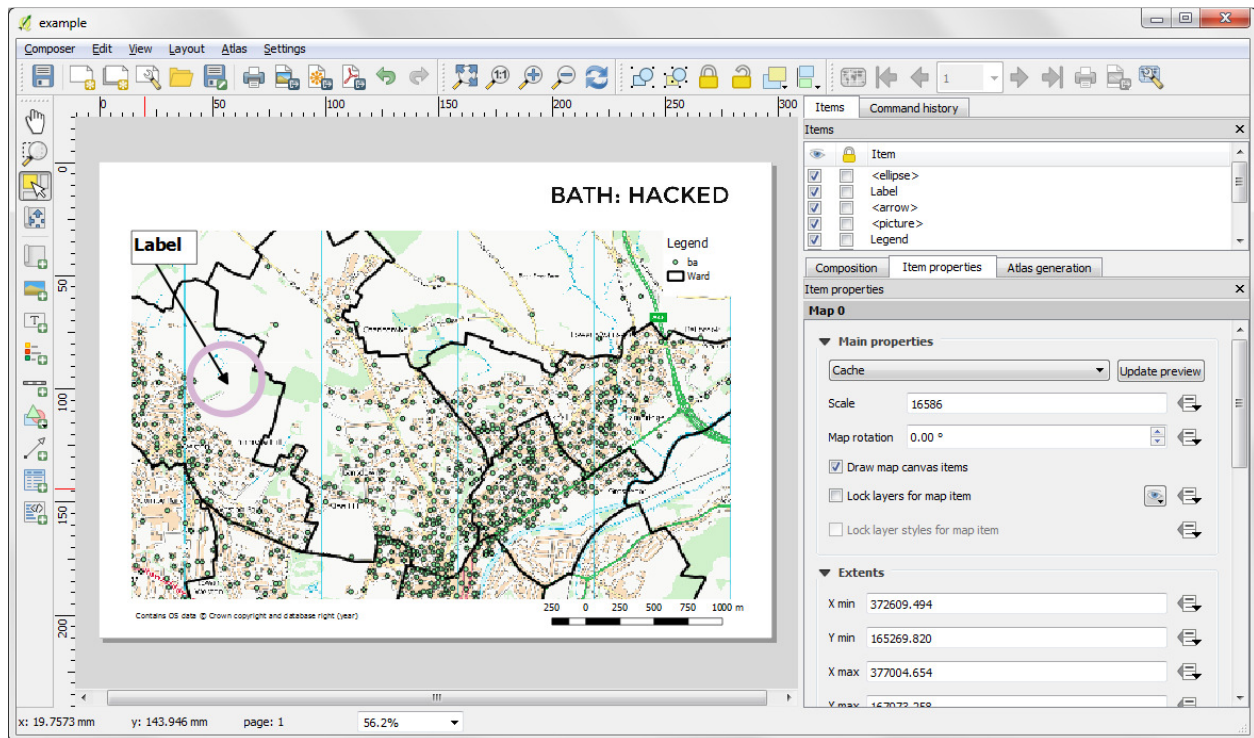 example
Composer Edit View Layout Atlas Settings
1:1
1
0 50 100 150 200 250 300
Items Command history
Items
Item
<ellipse>
Label
<arrow>
<picture>
Legend
0
50
100
150
200
BATH: HACKED
Label
Legend
ba
Ward
Contains OS data © Crown copyright and database right (year)
250 0 250 500 750 1000 m
Composition Item properties Atlas generation
Item properties
Map 0
Main properties
Cache Update preview
Scale 16586
Map rotation 0.00 °
Draw map canvas items
Lock layers for map item
Lock layer styles for map item
Extents
X min 372609.494
Y min 165269.820
X max 377004.654
x: 19.7573 mm y: 143.946 mm page: 1 56.2%